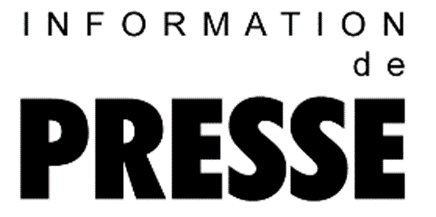 INFORMATION
de
PRESSE